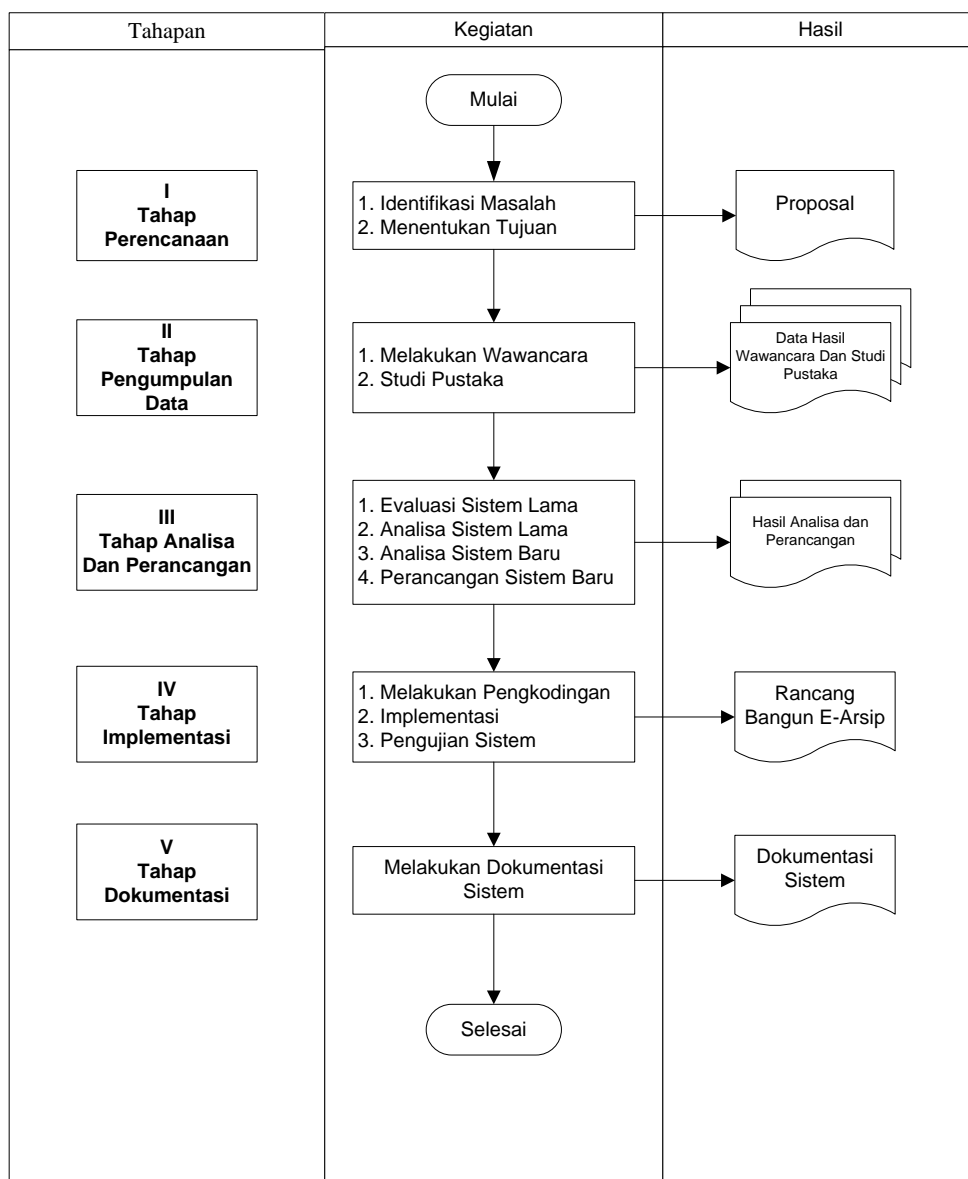 Tahapan
Kegiatan
Hasil
Mulai
I
Tahap
Perencanaan
1. Identifikasi Masalah
2. Menentukan Tujuan
Proposal
II
Tahap
Pengumpulan
Data
1. Melakukan Wawancara
2. Studi Pustaka
Data Hasil
Wawancara Dan Studi
Pustaka
III
Tahap Analisa
Dan Perancangan
1. Evaluasi Sistem Lama
2. Analisa Sistem Lama
3. Analisa Sistem Baru
4. Perancangan Sistem Baru
Hasil Analisa dan
Perancangan
IV
Tahap
Implementasi
1. Melakukan Pengkodingan
2. Implementasi
3. Pengujian Sistem
Rancang
Bangun E-Arsip
V
Tahap
Dokumentasi
Melakukan Dokumentasi
Sistem
Dokumentasi
Sistem
Selesai